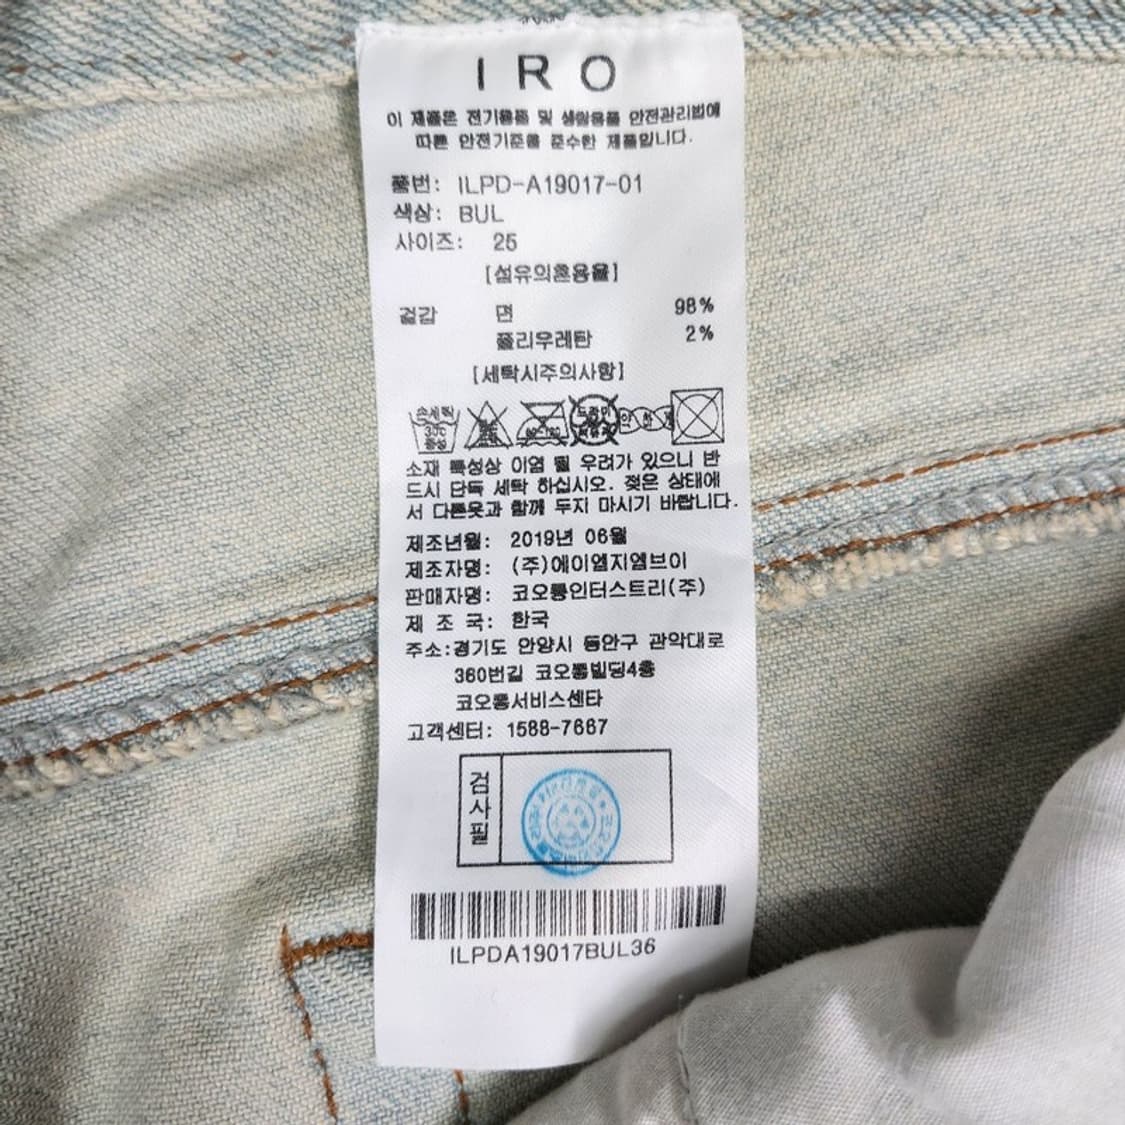 IRO
이 제품은 전기용품 및 생활용품 안전관리법에
따른 안전기준을 준수한 제품입니다.
품번: ILPD-A19017-01
색상: BUL
사이즈: 25
[섬유의혼용율]
겉감 면 98%
폴리우레탄 2%
[세탁시주의사항]
손세탁
30c
중성
드라이
소재 특성상 이염 될 우려가 있으니 반
드시 단독 세탁 하십시오. 젖은 상태에
서 다른옷과 함께 두지 마시기 바랍니다.
제조년월: 2019년 06월
제조자명: (주)에이엠지엠브이
판매자명: 코오롱인더스트리(주)
제 조 국: 한국
주소:경기도 안양시 동안구 관악대로
360번길 코오롱빌딩4층
코오롱서비스센타
고객센터: 1588-7667
검사필
ILPDA19017BUL36